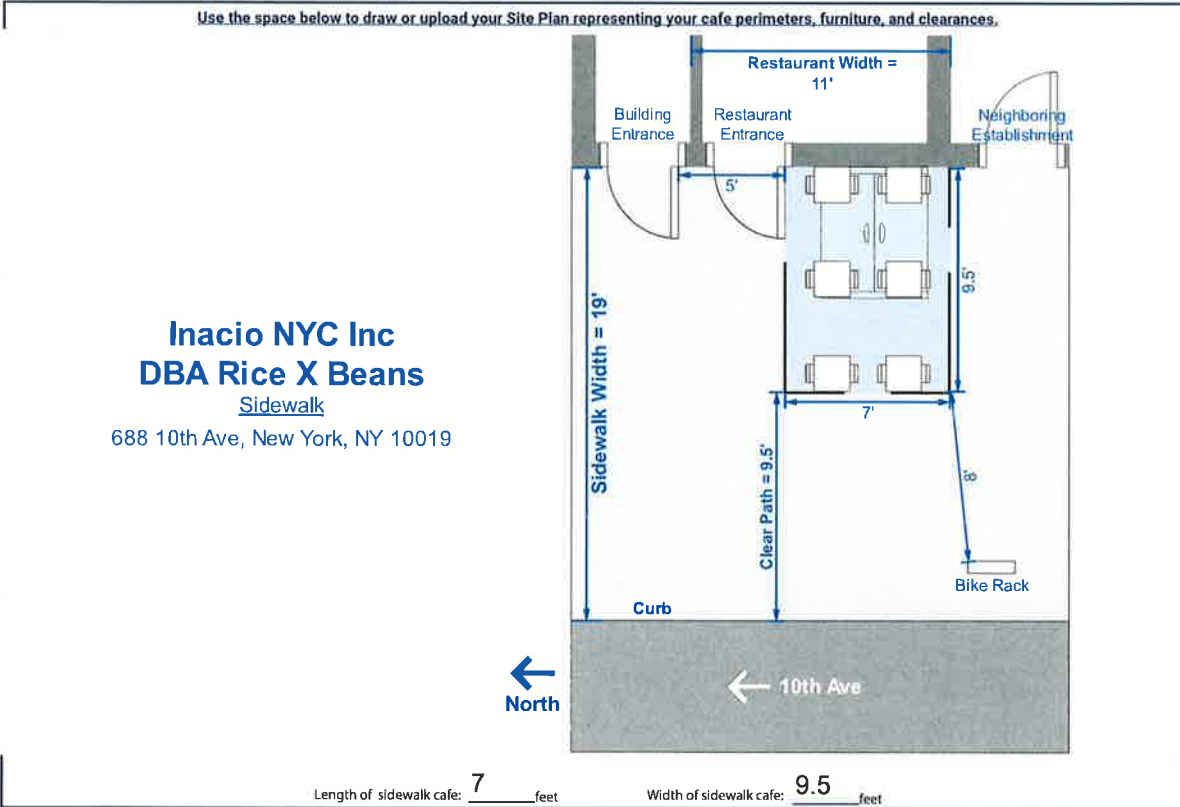 Use the space below to draw or upload your Site Plan representing your cafe perimeters, furniture, and clearances.
Restaurant Width =
11'
Building
Entrance
Restaurant
Entrance
Neighboring
Establishment
5'
Sidewalk Width = 19'
9.5'
Inacio NYC Inc
DBA Rice X Beans
Sidewalk
688 10th Ave, New York, NY 10019
7'
Clear Path = 9.5'
8'
Bike Rack
Curb
North
10th Ave
Length of sidewalk cafe: 7 feet
Width of sidewalk cafe: 9.5 feet